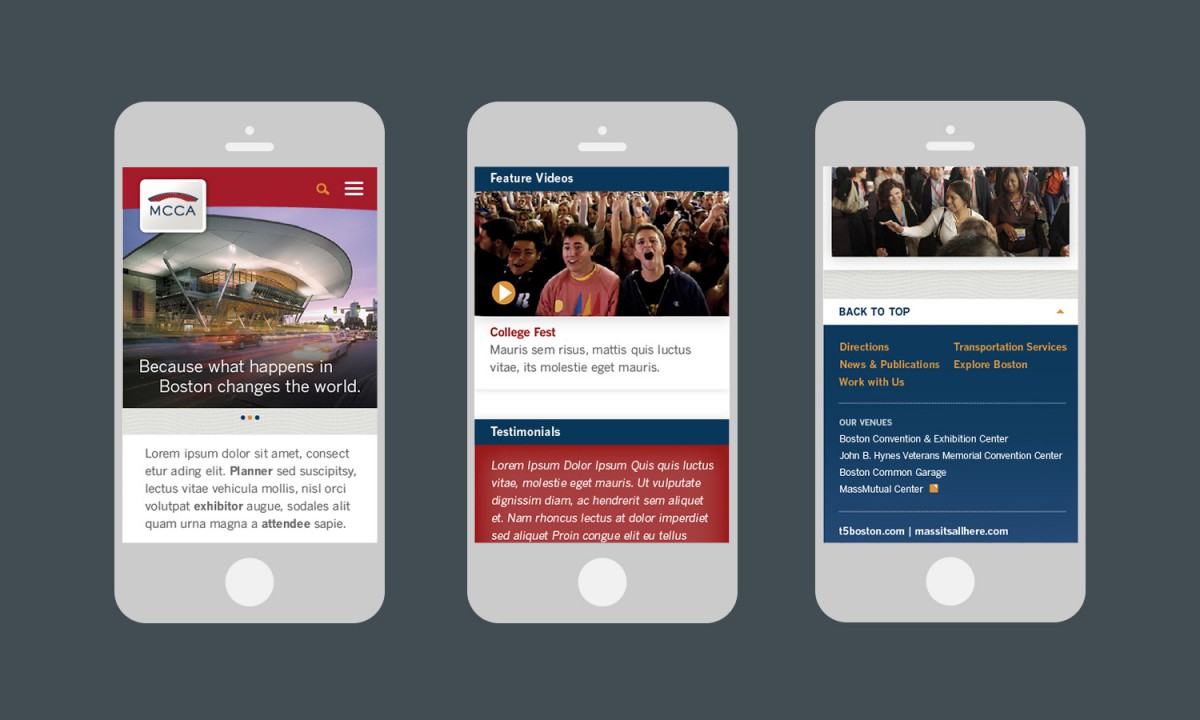 MCCA
Because what happens in
Boston changes the world.
Lorem ipsum dolor sit amet, consect
etur ading elit. Planner sed suscipitsy,
lectus vitae vehicula mollis, nisl orci
volutpat exhibitor augue, sodales alit
quam urna magna a attendee sapie.
Feature Videos
College Fest
Mauris sem risus, mattis quis luctus
vitae, its molestie eget mauris.
Testimonials
Lorem Ipsum Dolor Ipsum Quis quis luctus
vitae, molestie eget mauris. Ut vulputate
dignissim diam, ac hendrerit sem aliquet
et. Nam rhoncus lectus at dolor imperdiet
sed aliquet Proin congue elit eu tellus
BACK TO TOP
Directions
Transportation Services
News & Publications
Explore Boston
Work with Us
OUR VENUES
Boston Convention & Exhibition Center
John B. Hynes Veterans Memorial Convention Center
Boston Common Garage
MassMutual Center
t5boston.com | massitsallhere.com